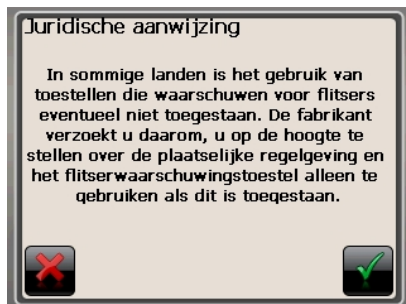 Juridische aanwijzing
In sommige landen is het gebruik van
toestellen die waarschuwen voor flitsers
eventueel niet toegestaan. De fabrikant
verzoekt u daarom, u op de hoogte te
stellen over de plaatselijke regelgeving en
het flitserwaarschuwingstoestel alleen te
gebruiken als dit is toegestaan.